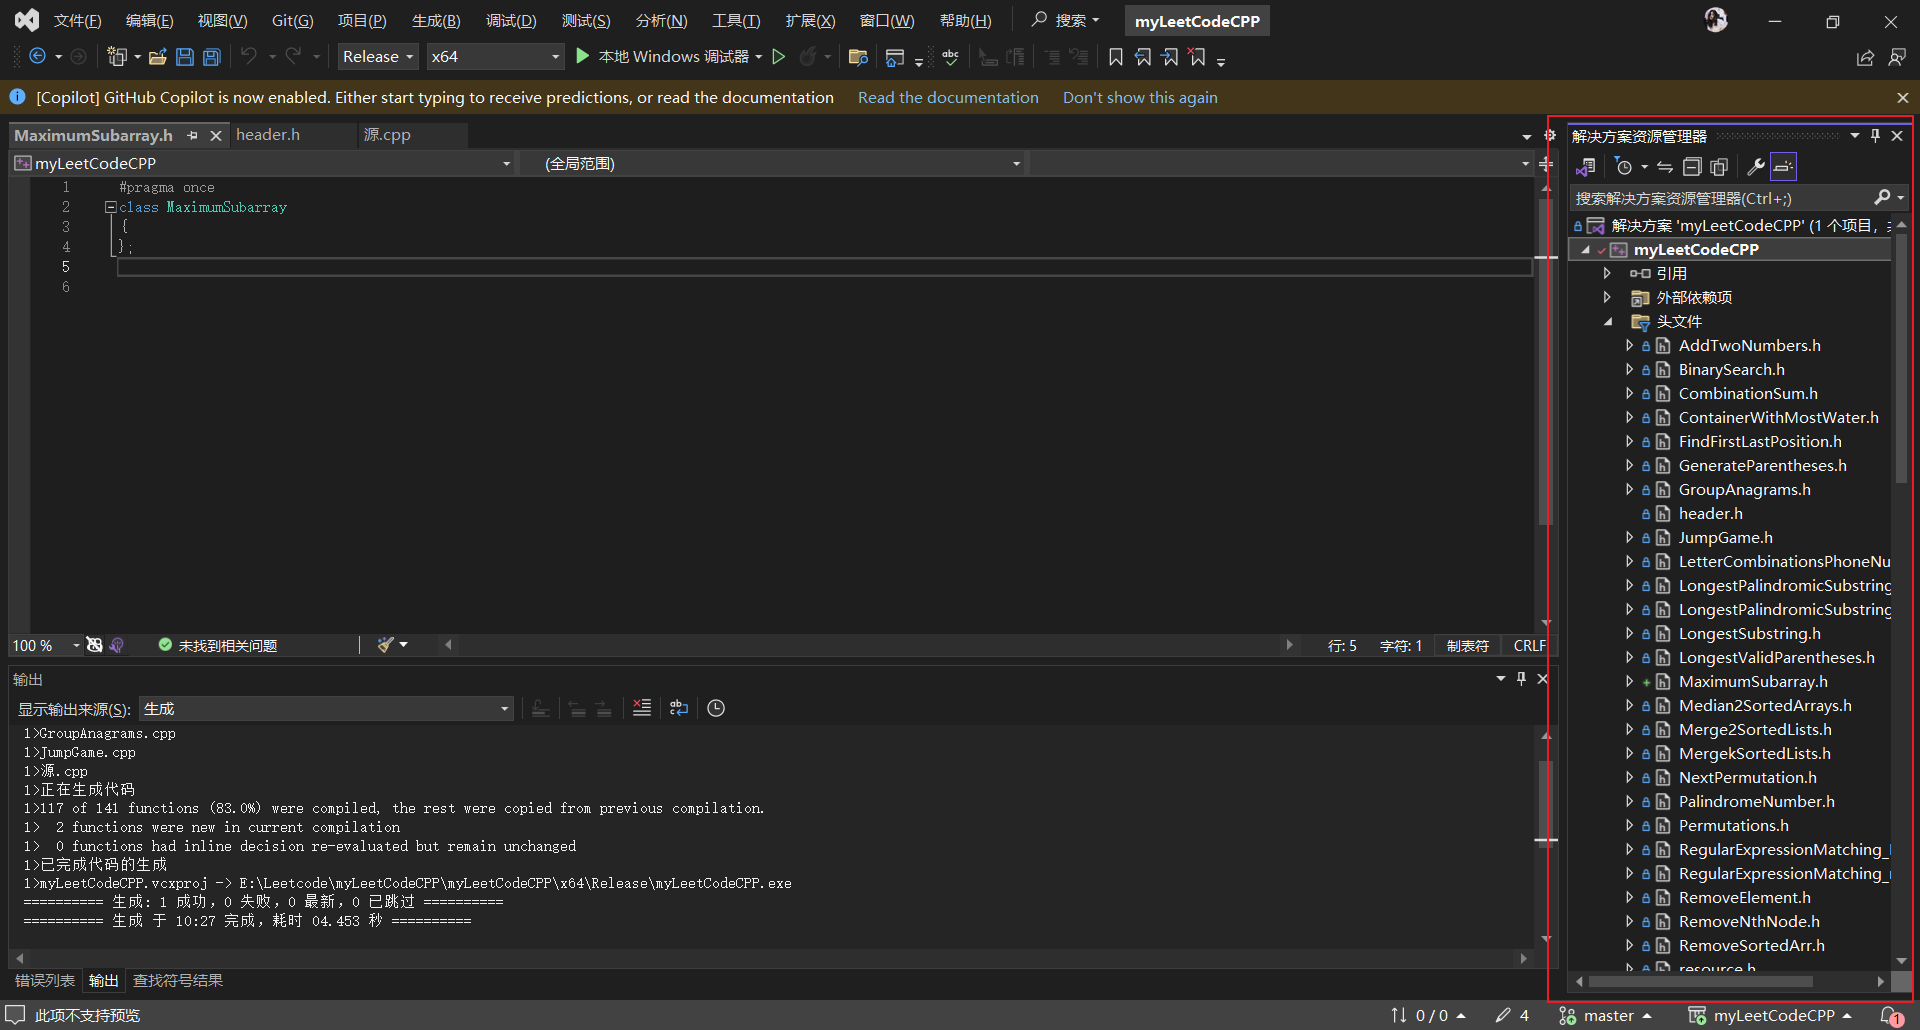 文件(F) 编辑(E) 视图(V) Git(G) 项目(P) 生成(B) 调试(D) 测试(S) 分析(N) 工具(T) 扩展(X) 窗口(W) 帮助(H) 搜索 myLeetCodeCPP
Release x64 本地 Windows 调试器
[Copilot] GitHub Copilot is now enabled. Either start typing to receive predictions, or read the documentation Read the documentation Don't show this again
MaximumSubarray.h header.h 源.cpp
myLeetCodeCPP (全局范围)
1 #pragma once
2 class MaximumSubarray
3 {
4 };
5
6
100 % 未找到相关问题 行: 5 字符: 1 制表符 CRLF
输出
显示输出来源(S): 生成
1>GroupAnagrams.cpp
1>JumpGame.cpp
1>源.cpp
1>正在生成代码
1>117 of 141 functions (83.0%) were compiled, the rest were copied from previous compilation.
1>  2 functions were new in current compilation
1>  0 functions had inline decision re-evaluated but remain unchanged
1>已完成代码的生成
1>myLeetCodeCPP.vcxproj -> E:\Leetcode\myLeetCodeCPP\myLeetCodeCPP\x64\Release\myLeetCodeCPP.exe
========== 生成: 1 成功，0 失败，0 最新，0 已跳过 ==========
========== 生成 于 10:27 完成，耗时 04.453 秒 ==========
错误列表 输出 查找符号结果
解决方案资源管理器
搜索解决方案资源管理器(Ctrl+;)
解决方案 'myLeetCodeCPP' (1 个项目，
myLeetCodeCPP
引用
外部依赖项
头文件
AddTwoNumbers.h
BinarySearch.h
CombinationSum.h
ContainerWithMostWater.h
FindFirstLastPosition.h
GenerateParentheses.h
GroupAnagrams.h
header.h
JumpGame.h
LetterCombinationsPhoneNu
LongestPalindromicSubstring
LongestPalindromicSubstring
LongestSubstring.h
LongestValidParentheses.h
MaximumSubarray.h
Median2SortedArrays.h
Merge2SortedLists.h
MergekSortedLists.h
NextPermutation.h
PalindromeNumber.h
Permutations.h
RegularExpressionMatching_
RegularExpressionMatching_
RemoveElement.h
RemoveNthNode.h
RemoveSortedArr.h
resource.h
此项不支持预览 0 / 0 4 master myLeetCodeCPP 1